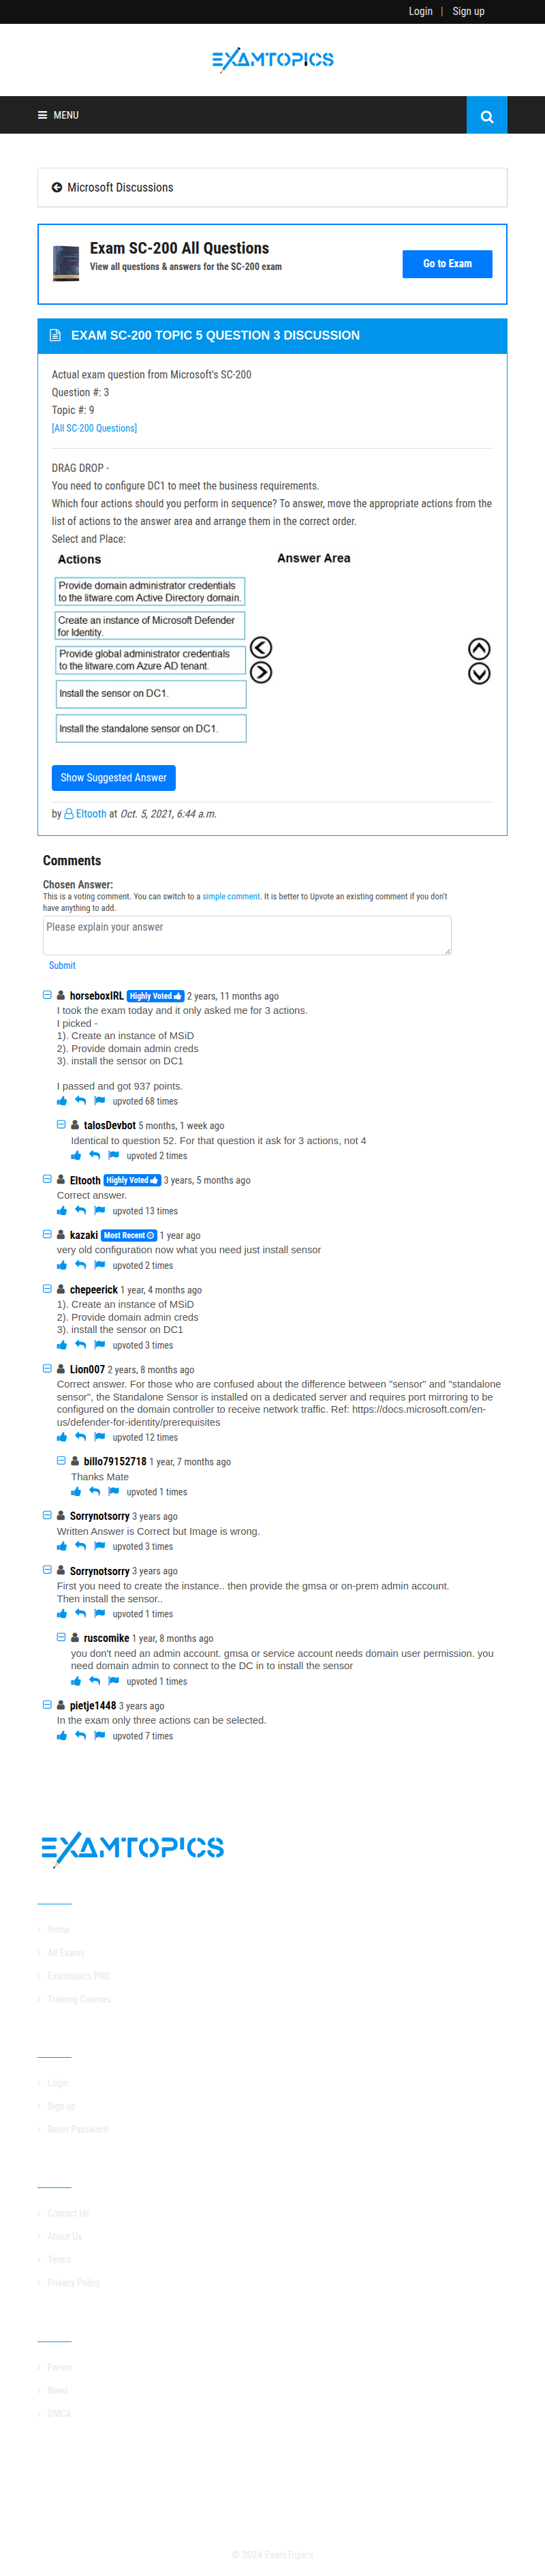 Login | Sign up
EXAMTOPICS
MENU
Microsoft Discussions
Exam SC-200 All Questions
View all questions & answers for the SC-200 exam
Go to Exam
EXAM SC-200 TOPIC 5 QUESTION 3 DISCUSSION
Actual exam question from Microsoft's SC-200
Question #: 3
Topic #: 9
[All SC-200 Questions]
DRAG DROP -
You need to configure DC1 to meet the business requirements.
Which four actions should you perform in sequence? To answer, move the appropriate actions from the
list of actions to the answer area and arrange them in the correct order.
Select and Place:
Actions
Answer Area
Provide domain administrator credentials
to the litware.com Active Directory domain.
Create an instance of Microsoft Defender
for Identity.
Provide global administrator credentials
to the litware.com Azure AD tenant.
Install the sensor on DC1.
Install the standalone sensor on DC1.
Show Suggested Answer
by Eltooth at Oct. 5, 2021, 6:44 a.m.
Comments
Chosen Answer:
This is a voting comment. You can switch to a simple comment. It is better to Upvote an existing comment if you don't
have anything to add.
Please explain your answer
Submit
horseboxIRL Highly Voted 2 years, 11 months ago
I took the exam today and it only asked me for 3 actions.
I picked -
1). Create an instance of MSiD
2). Provide domain admin creds
3). install the sensor on DC1
I passed and got 937 points.
upvoted 68 times
talosDevbot 5 months, 1 week ago
Identical to question 52. For that question it ask for 3 actions, not 4
upvoted 2 times
Eltooth Highly Voted 3 years, 5 months ago
Correct answer.
upvoted 13 times
kazaki Most Recent 1 year ago
very old configuration now what you need just install sensor
upvoted 2 times
chepeerick 1 year, 4 months ago
1). Create an instance of MSiD
2). Provide domain admin creds
3). install the sensor on DC1
upvoted 3 times
Lion007 2 years, 8 months ago
Correct answer. For those who are confused about the difference between "sensor" and "standalone
sensor", the Standalone Sensor is installed on a dedicated server and requires port mirroring to be
configured on the domain controller to receive network traffic. Ref: https://docs.microsoft.com/en-
us/defender-for-identity/prerequisites
upvoted 12 times
billo79152718 1 year, 7 months ago
Thanks Mate
upvoted 1 times
Sorrynotsorry 3 years ago
Written Answer is Correct but Image is wrong.
upvoted 3 times
Sorrynotsorry 3 years ago
First you need to create the instance.. then provide the gmsa or on-prem admin account.
Then install the sensor..
upvoted 1 times
ruscomike 1 year, 8 months ago
you don't need an admin account. gmsa or service account needs domain user permission. you
need domain admin to connect to the DC in to install the sensor
upvoted 1 times
pietje1448 3 years ago
In the exam only three actions can be selected.
upvoted 7 times
EXAMTOPICS
Home
All Exams
Examtopics PRO
Training Courses
Login
Sign up
Reset Password
Contact Us
About Us
Terms
Privacy Policy
Forum
News
DMCA
© 2024 ExamTopics